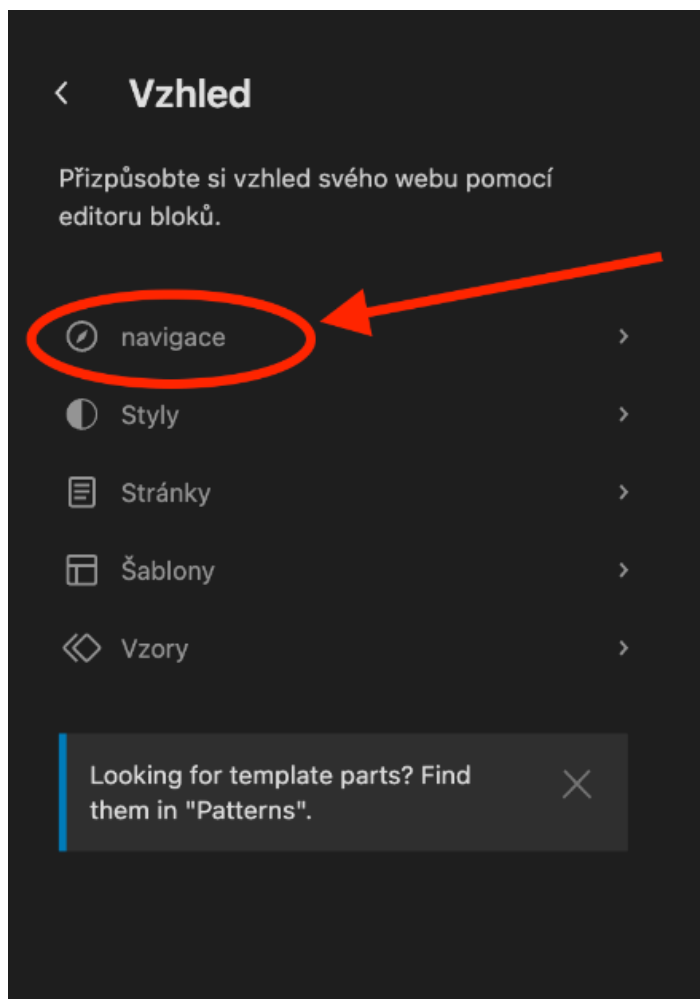 Vzhled
Přizpůsobte si vzhled svého webu pomocí
editoru bloků.
navigace
Styly
Stránky
Šablony
Vzory
Looking for template parts? Find
them in "Patterns".